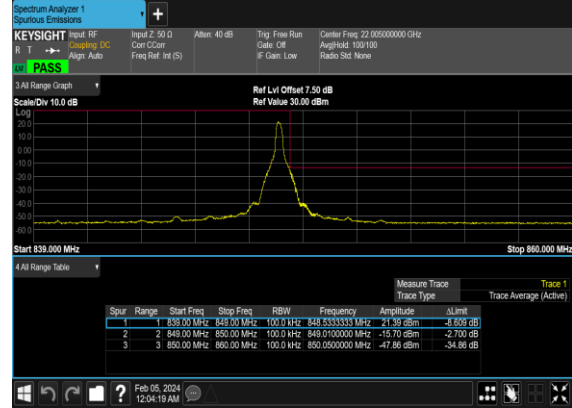 Spectrum Analyzer 1
Spurious Emissions
KEYSIGHT Input: RF Input Z: 50 Ω Atten: 40 dB Trig: Free Run Center Freq: 22.005000000 GHz
R T Coupling: DC Corr CCorr Gate: Off Avg|Hold: 100/100
Align: Auto Freq Ref: Int (S) IF Gain: Low Radio Std: None
LXI PASS
3 All Range Graph
Ref Lvl Offset 7.50 dB
Scale/Div 10.0 dB Ref Value 30.00 dBm
Log
20.0
10.0
0.00
-10.0
-20.0
-30.0
-40.0
-50.0
-60.0
Start 839.000 MHz Stop 860.000 MHz
4 All Range Table
Measure Trace Trace 1
Trace Type Trace Average (Active)
Spur Range Start Freq Stop Freq RBW Frequency Amplitude ΔLimit
1 1 839.00 MHz 849.00 MHz 100.0 kHz 848.5333333 MHz 21.39 dBm -8.609 dB
2 2 849.00 MHz 850.00 MHz 100.0 kHz 849.0100000 MHz -15.70 dBm -2.700 dB
3 3 850.00 MHz 860.00 MHz 100.0 kHz 850.0500000 MHz -47.86 dBm -34.86 dB
? Feb 05, 2024
12:04:19 AM